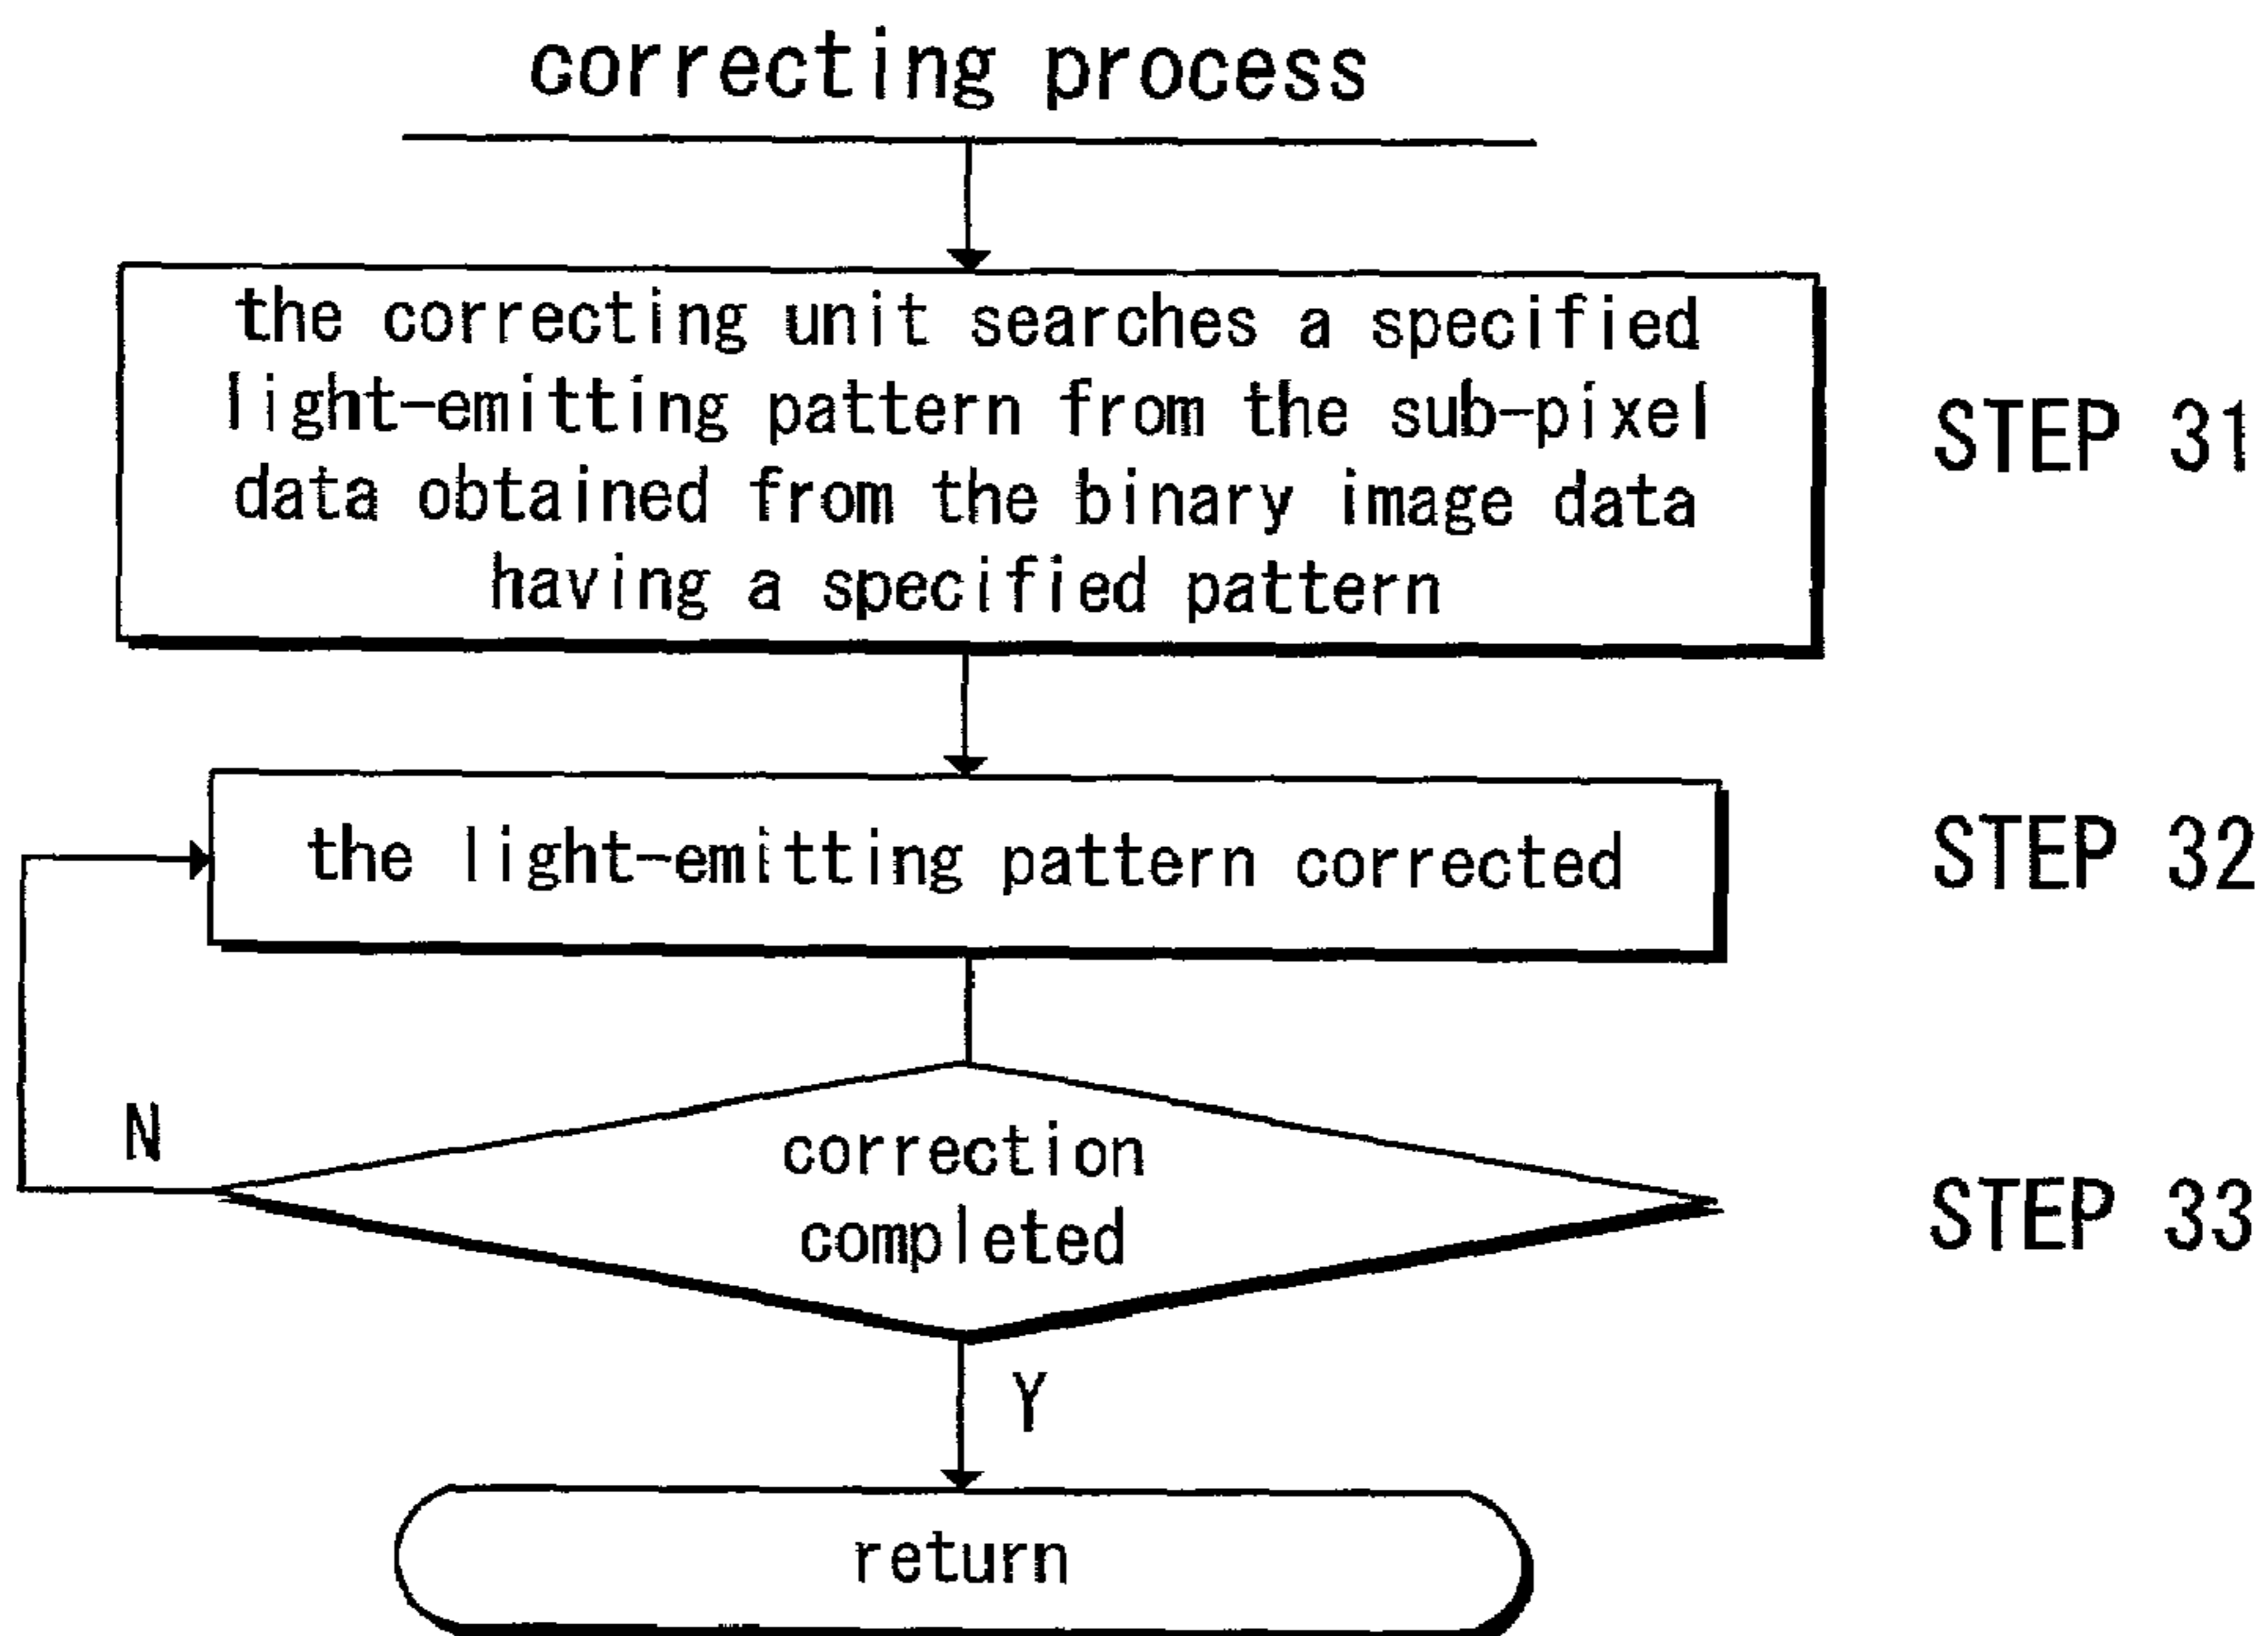 correcting process
the correcting unit searches a specified
light-emitting pattern from the sub-pixel
data obtained from the binary image data
having a specified pattern
STEP 31
the light-emitting pattern corrected
STEP 32
N
correction
completed
STEP 33
Y
return